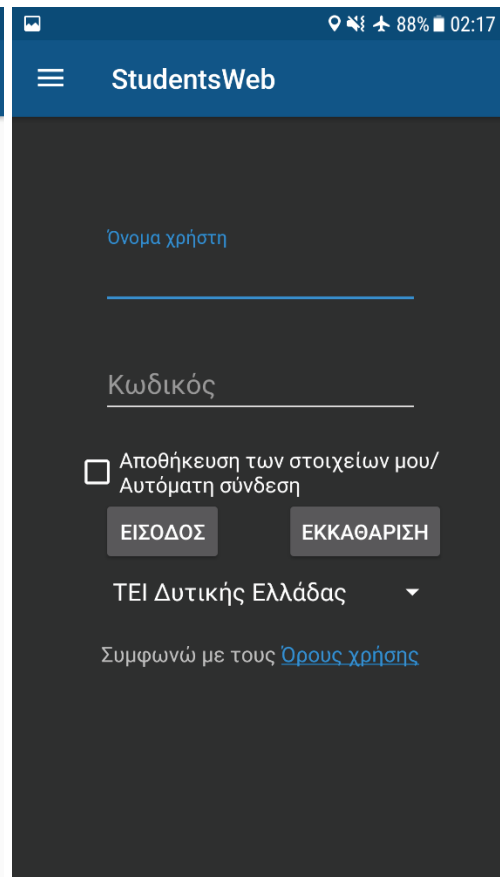 88% 02:17
StudentsWeb
Όνομα χρήστη
Κωδικός
Αποθήκευση των στοιχείων μου/
Αυτόματη σύνδεση
ΕΙΣΟΔΟΣ ΕΚΚΑΘΑΡΙΣΗ
ΤΕΙ Δυτικής Ελλάδας
Συμφωνώ με τους Όρους χρήσης